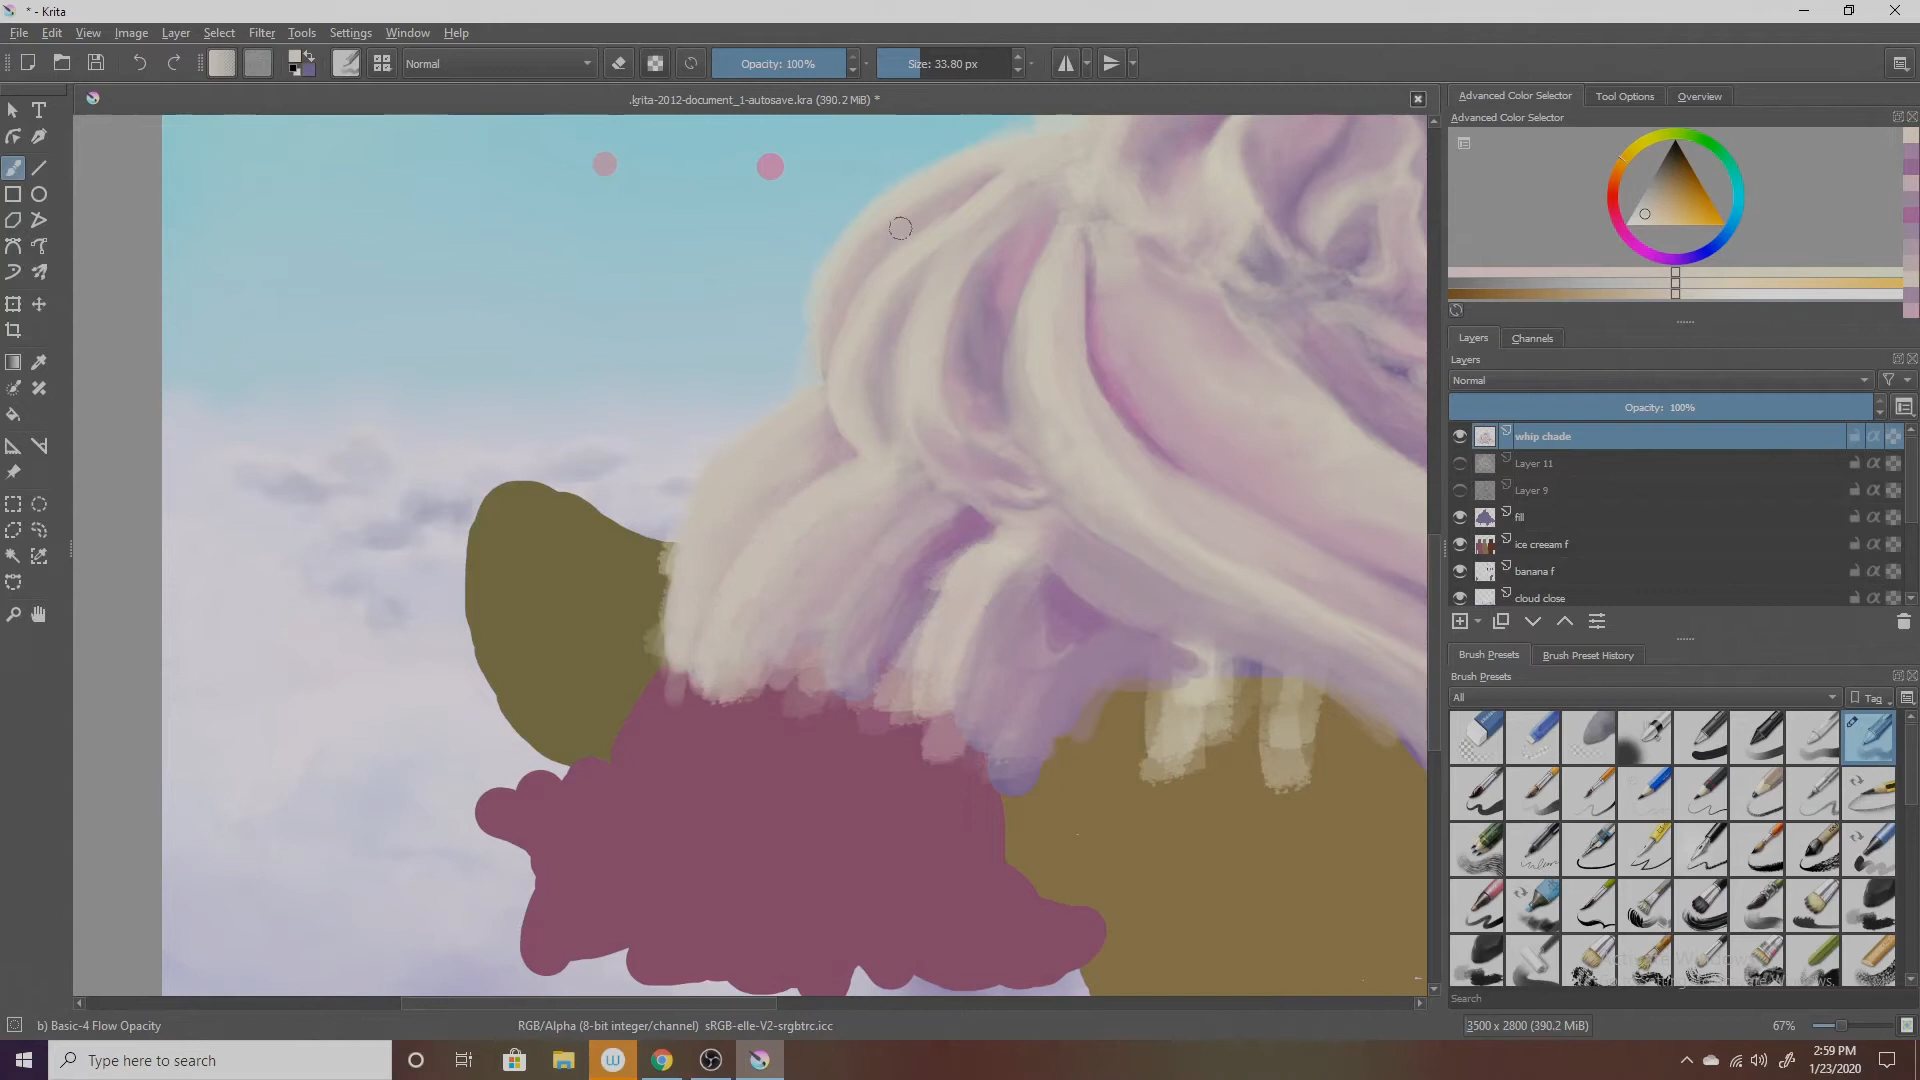 * - Krita
File Edit View Image Layer Select Filter Tools Settings Window Help
Normal Opacity: 100% Size: 33.80 px
.krita-2012-document_1-autosave.kra (390.2 MiB) *
Advanced Color Selector Tool Options Overview
Advanced Color Selector
Layers Channels
Layers
Normal
Opacity: 100%
whip chade
Layer 11
Layer 9
fill
ice creeam f
banana f
cloud close
Brush Presets Brush Preset History
Brush Presets
All Tag
Activate Windows
Search
b) Basic-4 Flow Opacity RGB/Alpha (8-bit integer/channel) sRGB-elle-V2-srgbtrc.icc 3500 x 2800 (390.2 MiB) 67%
Type here to search
2:59 PM
1/23/2020